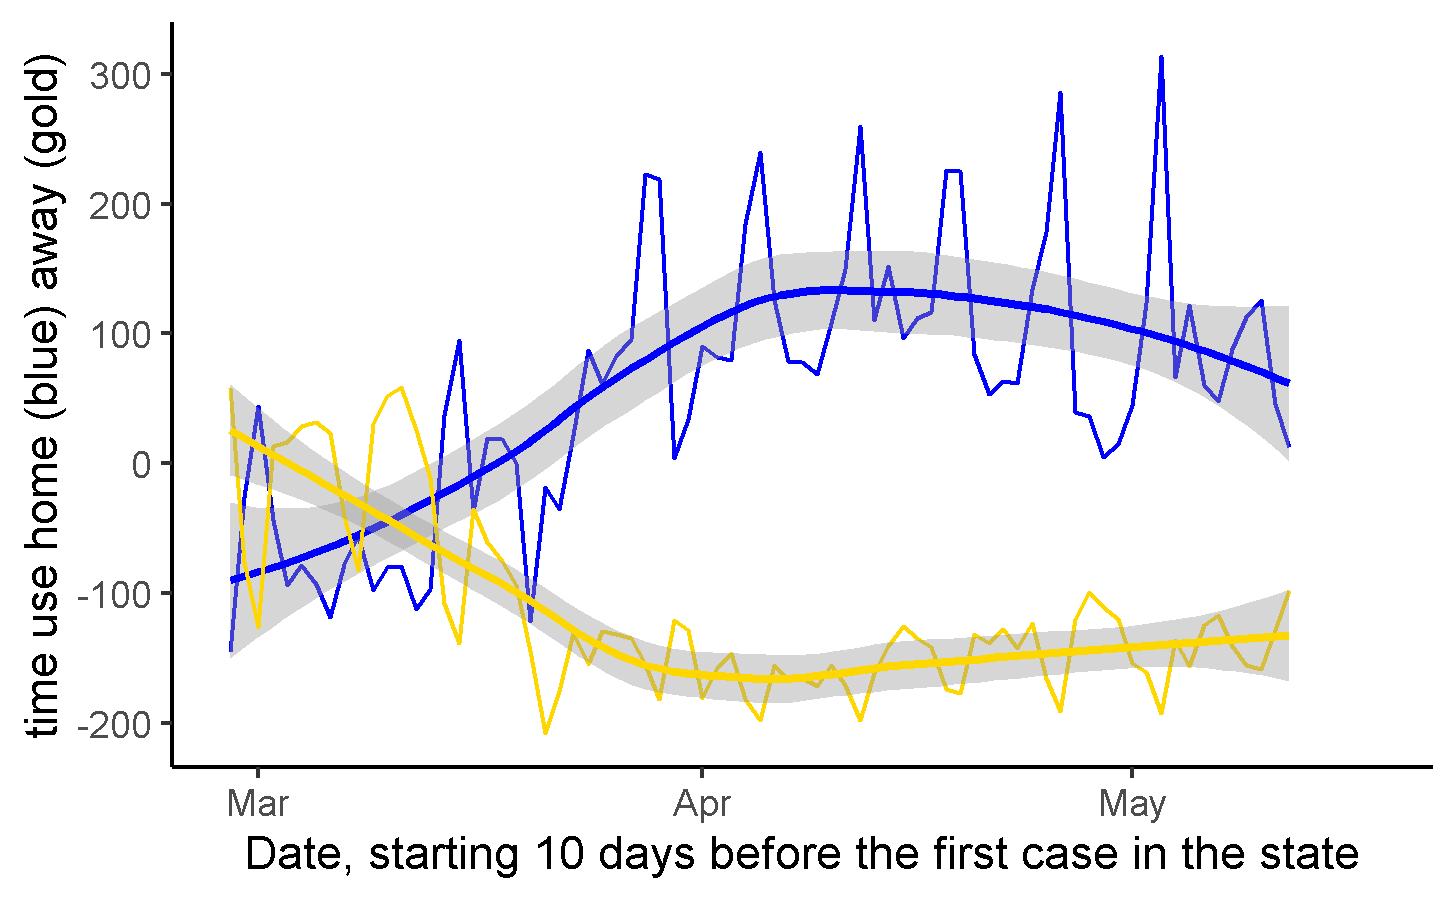 time use home (blue) away (gold)
300
200
100
0
-100
-200
Mar
Apr
May
Date, starting 10 days before the first case in the state